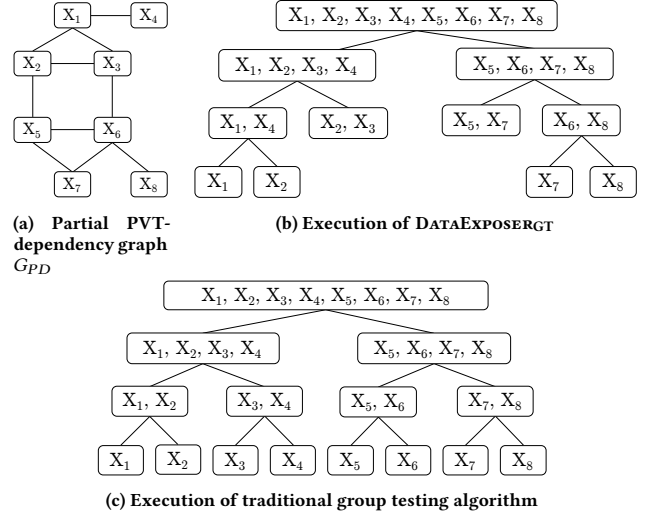 X₁ X₄
X₂ X₃
X₅ X₆
X₇ X₈
(a) Partial PVT-
dependency graph
G_PD
X₁, X₂, X₃, X₄, X₅, X₆, X₇, X₈
X₁, X₂, X₃, X₄ X₅, X₆, X₇, X₈
X₁, X₄ X₂, X₃ X₅, X₇ X₆, X₈
X₁ X₂ X₇ X₈
(b) Execution of DATAEXPOSER_GT
X₁, X₂, X₃, X₄, X₅, X₆, X₇, X₈
X₁, X₂, X₃, X₄ X₅, X₆, X₇, X₈
X₁, X₂ X₃, X₄ X₅, X₆ X₇, X₈
X₁ X₂ X₃ X₄ X₅ X₆ X₇ X₈
(c) Execution of traditional group testing algorithm